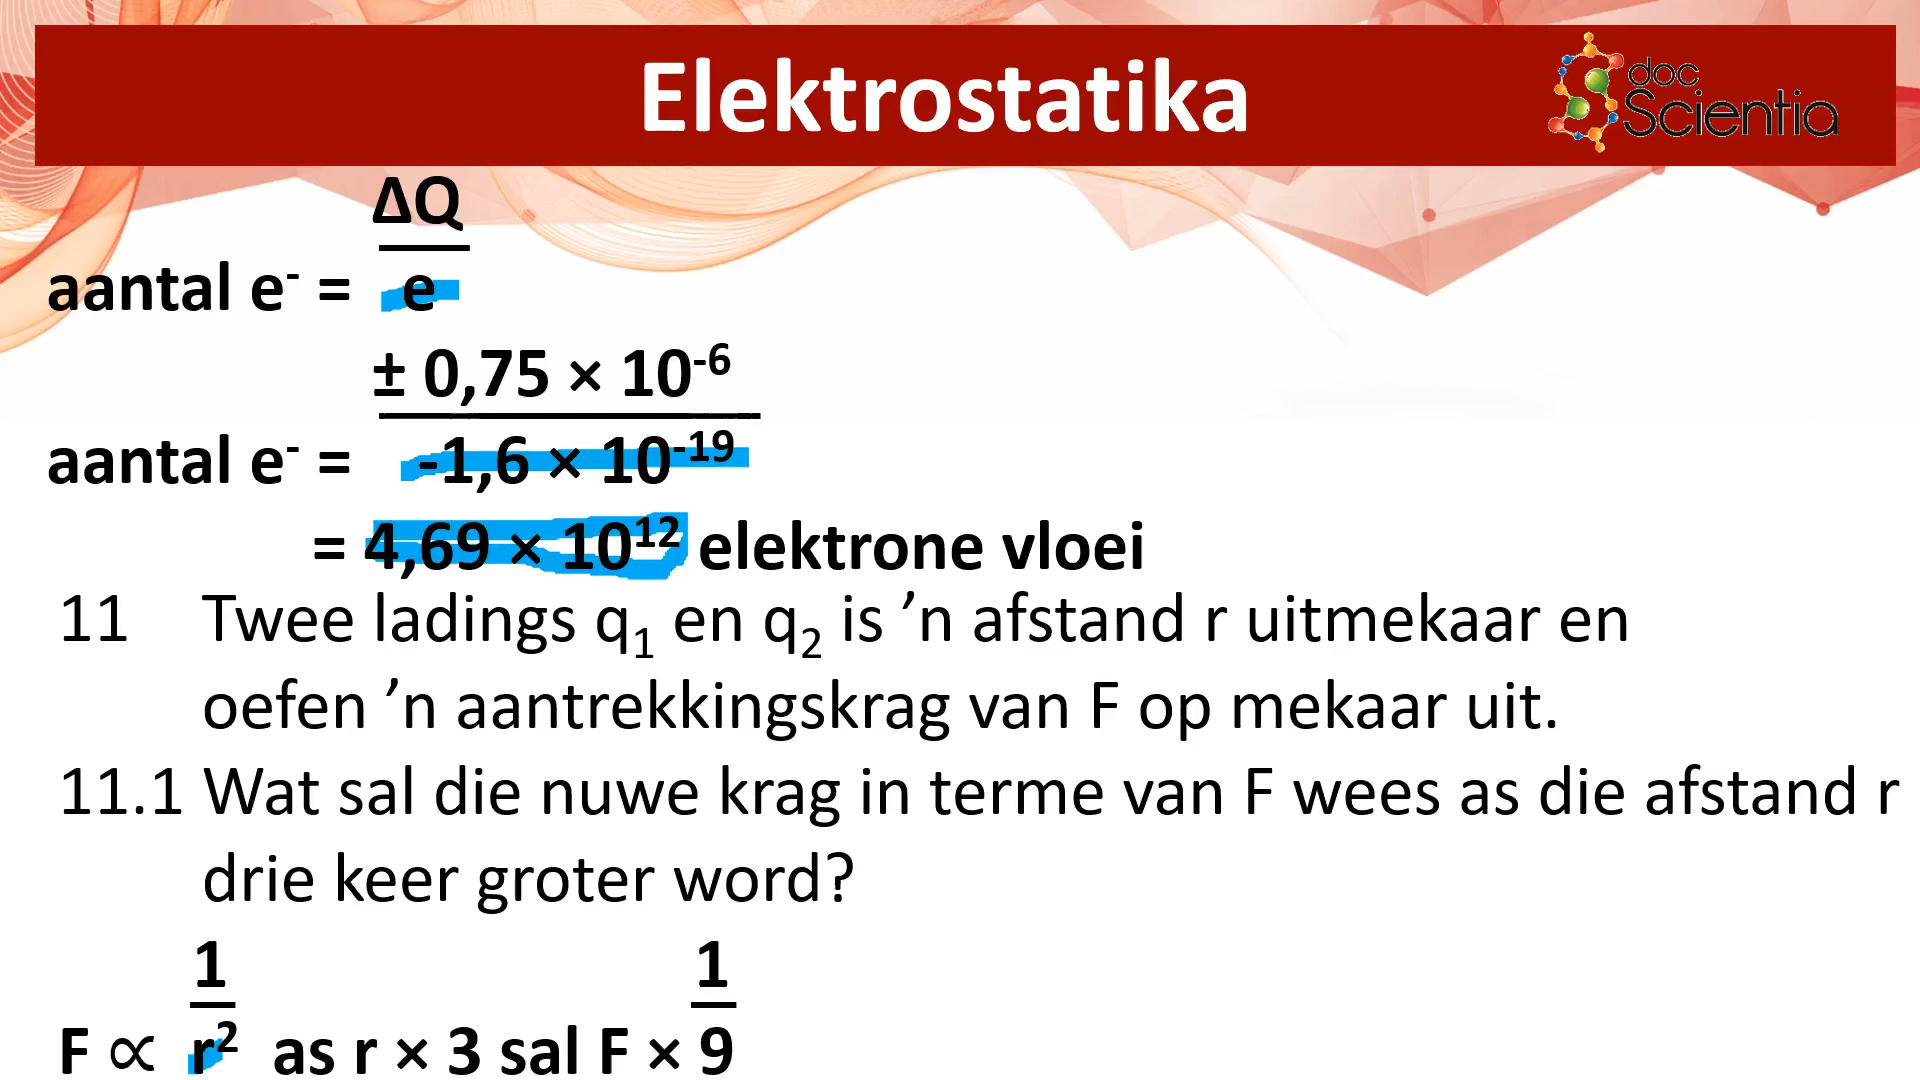 Elektrostatika
doc
Scientia
ΔQ
aantal e⁻ = e
± 0,75 × 10⁻⁶
aantal e⁻ = -1,6 × 10⁻¹⁹
= 4,69 × 10¹² elektrone vloei
11 Twee ladings q₁ en q₂ is ’n afstand r uitmekaar en
oefen ’n aantrekkingskrag van F op mekaar uit.
11.1 Wat sal die nuwe krag in terme van F wees as die afstand r
drie keer groter word?
1 1
F ∝ r² as r × 3 sal F × 9